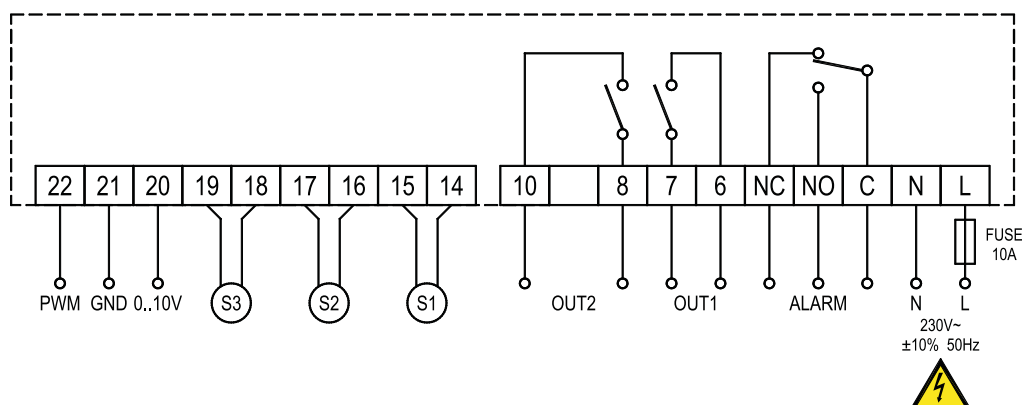 22 21 20 19 18 17 16 15 14 10 8 7 6 NC NO C N L
FUSE
10A
PWM GND 0..10V S3 S2 S1 OUT2 OUT1 ALARM N L
230V~
±10% 50Hz